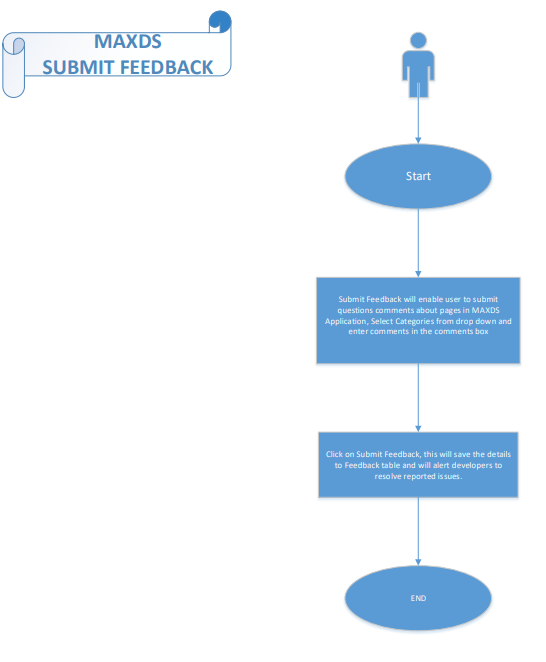 MAXDS
SUBMIT FEEDBACK
Start
Submit Feedback will enable user to submit
questions comments about pages in MAXDS
Application, Select Categories from drop down and
enter comments in the comments box
Click on Submit Feedback, this will save the details
to Feedback table and will alert developers to
resolve reported issues.
END